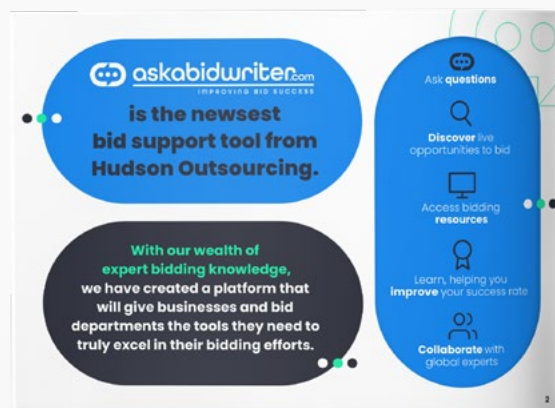 askabidwriter.com
IMPROVING BID SUCCESS
is the newsest
bid support tool from
Hudson Outsourcing.
With our wealth of
expert bidding knowledge,
we have created a platform that
will give businesses and bid
departments the tools they need to
truly excel in their bidding efforts.
Ask questions
Discover live
opportunities to bid
Access bidding
resources
Learn, helping you
improve your success rate
Collaborate with
global experts
2